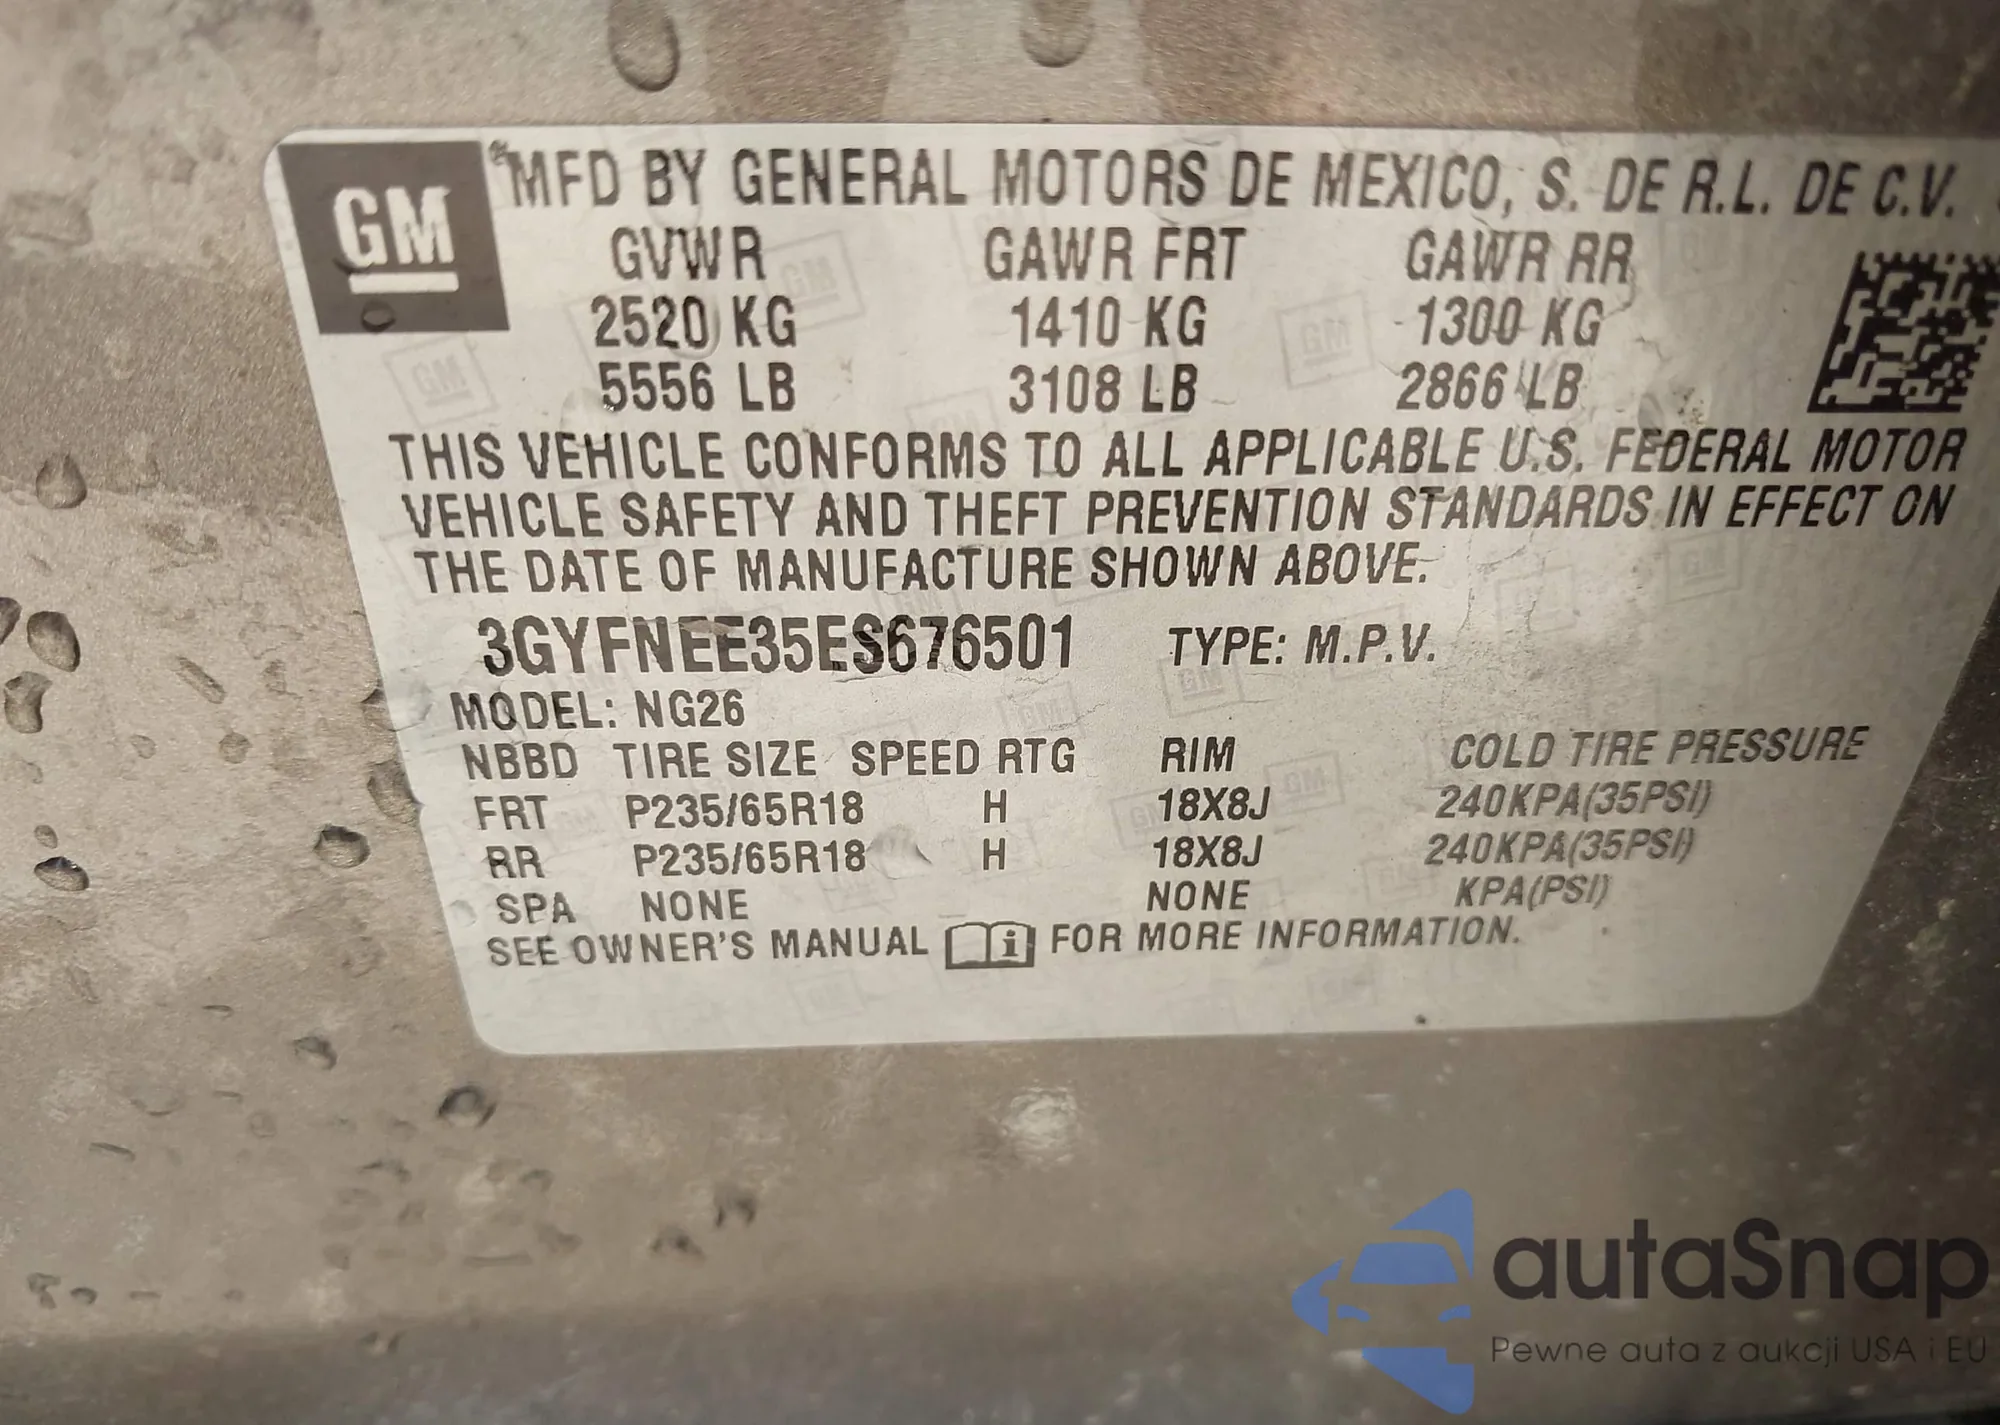 GM
MFD BY GENERAL MOTORS DE MEXICO, S. DE R.L. DE C.V.
GVWR GAWR FRT GAWR RR
2520 KG 1410 KG 1300 KG
5556 LB 3108 LB 2866 LB
THIS VEHICLE CONFORMS TO ALL APPLICABLE U.S. FEDERAL MOTOR
VEHICLE SAFETY AND THEFT PREVENTION STANDARDS IN EFFECT ON
THE DATE OF MANUFACTURE SHOWN ABOVE.
3GYFNEE35ES676501 TYPE: M.P.V.
MODEL: NG26
NBBD TIRE SIZE SPEED RTG RIM COLD TIRE PRESSURE
FRT P235/65R18 H 18X8J 240KPA(35PSI)
RR P235/65R18 H 18X8J 240KPA(35PSI)
SPA NONE NONE KPA(PSI)
SEE OWNER'S MANUAL i FOR MORE INFORMATION.
autaSnap
Pewne auta z aukcji USA i EU